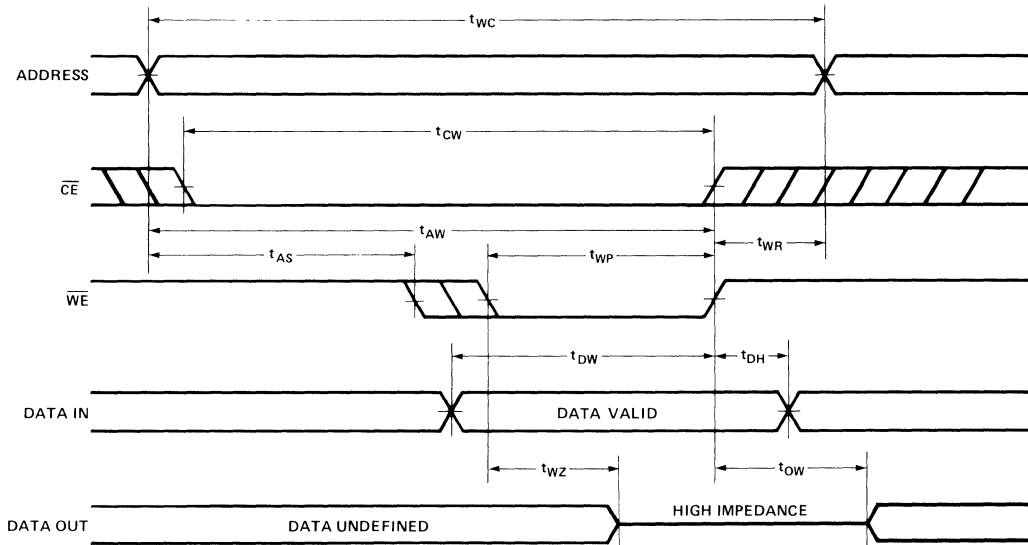 tWC
ADDRESS
tCW
CE
tAW
tAS
tWP
tWR
WE
tDW
tDH
DATA IN
DATA VALID
tWZ
tOW
DATA OUT
DATA UNDEFINED
HIGH IMPEDANCE